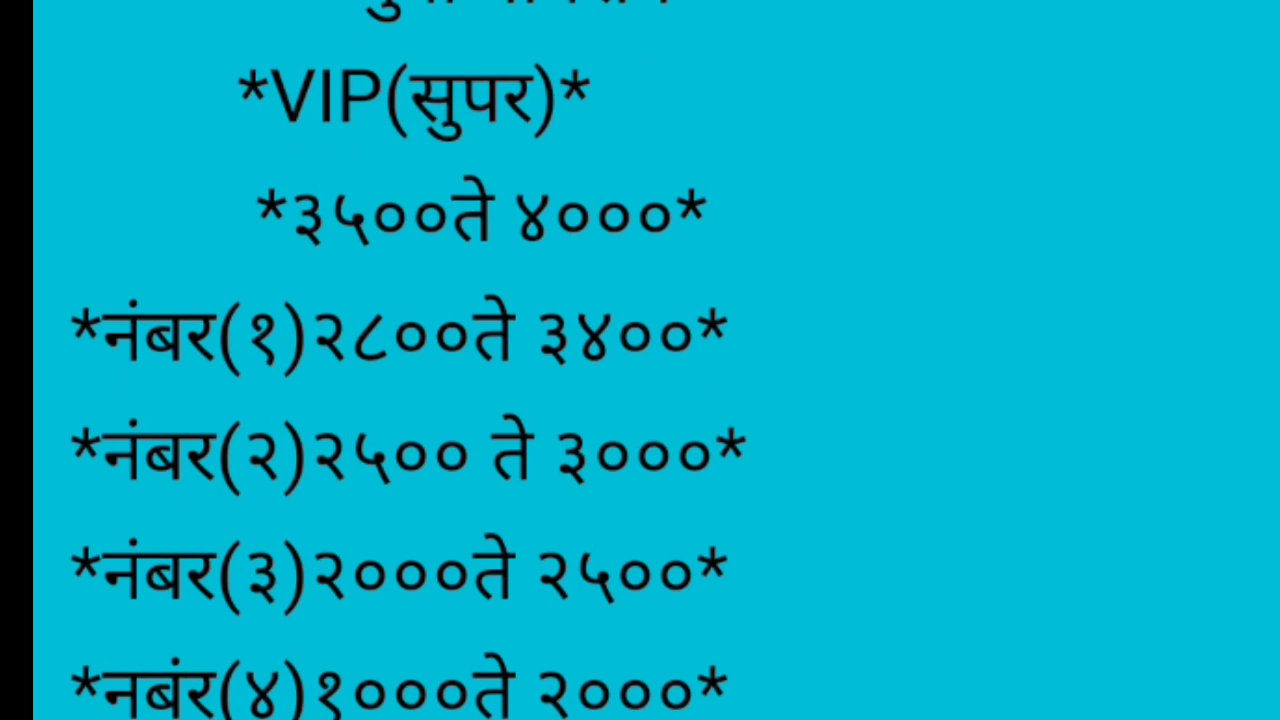 *VIP(सुपर)*
*३५००ते ४०००*
*नंबर(१)२८००ते ३४००*
*नंबर(२)२५०० ते ३०००*
*नंबर(३)२०००ते २५००*
*नबंर(४)१०००ते २०००*